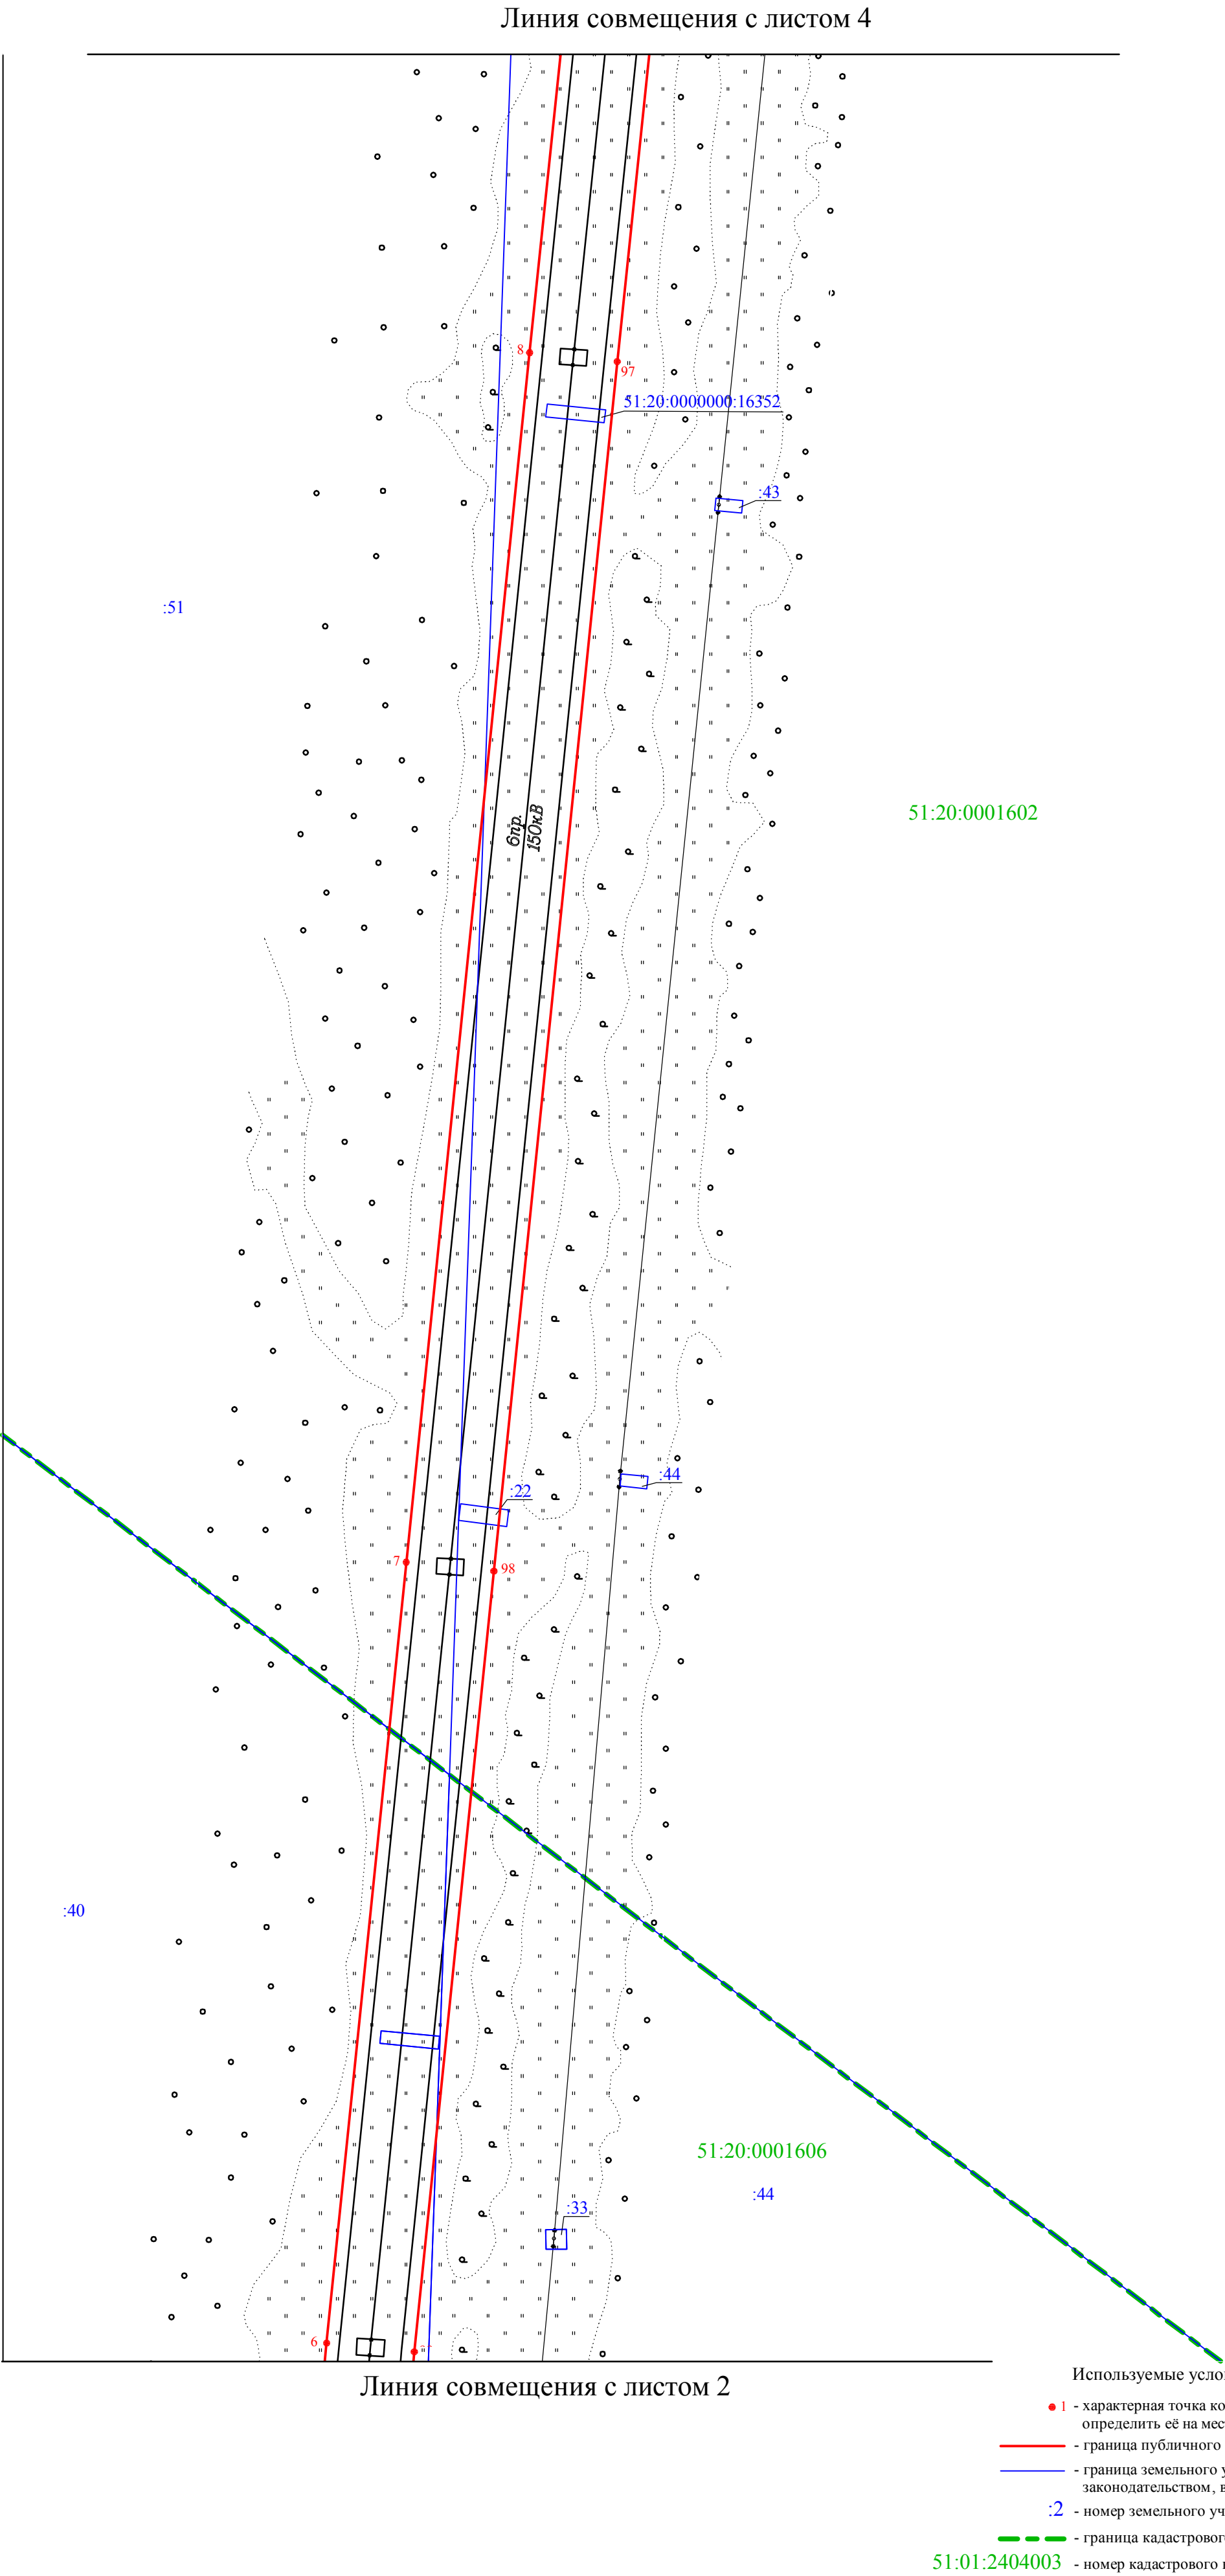 Линия совмещения с листом 4
8
97
51:20:0000000:16352
:43
:51
51:20:0001602
6пр.
150кВ
:44
:22
7
98
:40
51:20:0001606
:44
:33
6
Линия совмещения с листом 2
Используемые усло
1 - характерная точка ко
определить её на мес
- граница публичного
- граница земельного у
законодательством, в
:2 - номер земельного уч
- граница кадастровог
51:01:2404003 - номер кадастрового к